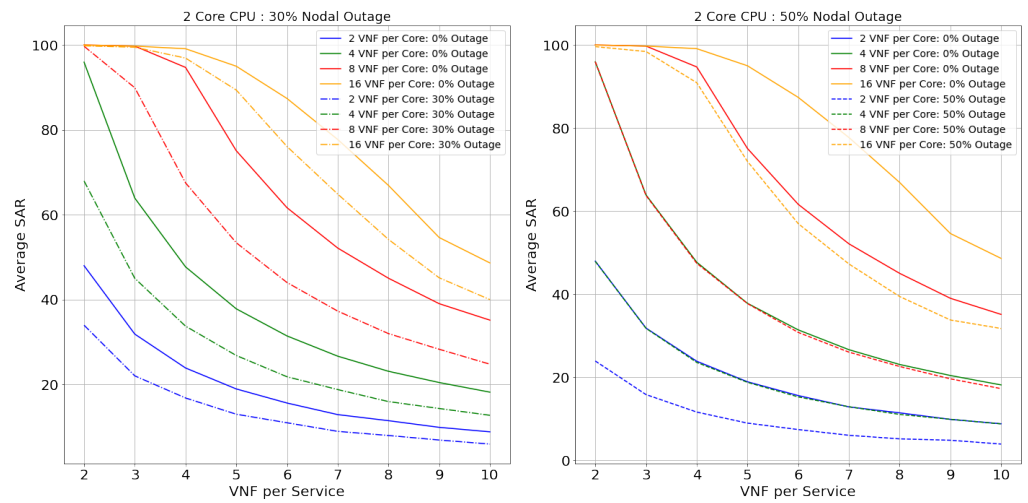 2 Core CPU : 30% Nodal Outage
100
80
60
40
20
Average SAR
2 3 4 5 6 7 8 9 10
VNF per Service
2 VNF per Core: 0% Outage
4 VNF per Core: 0% Outage
8 VNF per Core: 0% Outage
16 VNF per Core: 0% Outage
2 VNF per Core: 30% Outage
4 VNF per Core: 30% Outage
8 VNF per Core: 30% Outage
16 VNF per Core: 30% Outage
2 Core CPU : 50% Nodal Outage
100
80
60
40
20
0
Average SAR
2 3 4 5 6 7 8 9 10
VNF per Service
2 VNF per Core: 0% Outage
4 VNF per Core: 0% Outage
8 VNF per Core: 0% Outage
16 VNF per Core: 0% Outage
2 VNF per Core: 50% Outage
4 VNF per Core: 50% Outage
8 VNF per Core: 50% Outage
16 VNF per Core: 50% Outage